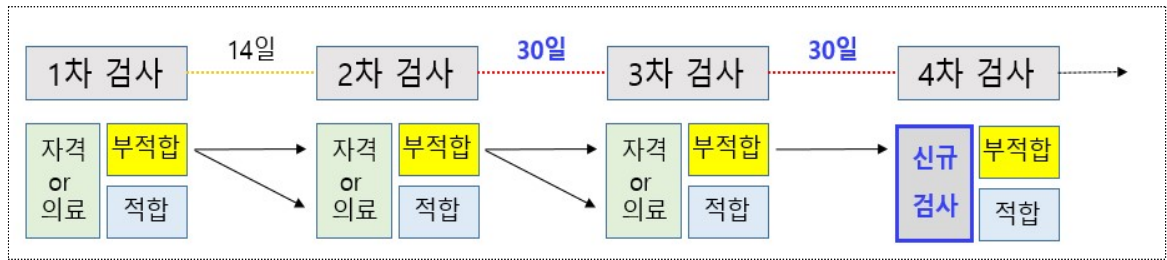 14일
30일
30일
1차 검사
2차 검사
3차 검사
4차 검사
자격
or
의료
부적합
적합
자격
or
의료
부적합
적합
자격
or
의료
부적합
적합
신규
검사
부적합
적합